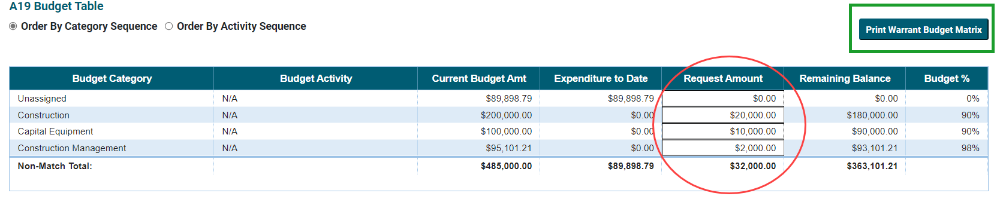 A19 Budget Table
Order By Category Sequence Order By Activity Sequence
Print Warrant Budget Matrix
Budget Category Budget Activity Current Budget Amt Expenditure to Date Request Amount Remaining Balance Budget %
Unassigned N/A $89,898.79 $89,898.79 $0.00 $0.00 0%
Construction N/A $200,000.00 $0.00 $20,000.00 $180,000.00 90%
Capital Equipment N/A $100,000.00 $0.00 $10,000.00 $90,000.00 90%
Construction Management N/A $95,101.21 $0.00 $2,000.00 $93,101.21 98%
Non-Match Total: $485,000.00 $89,898.79 $32,000.00 $363,101.21